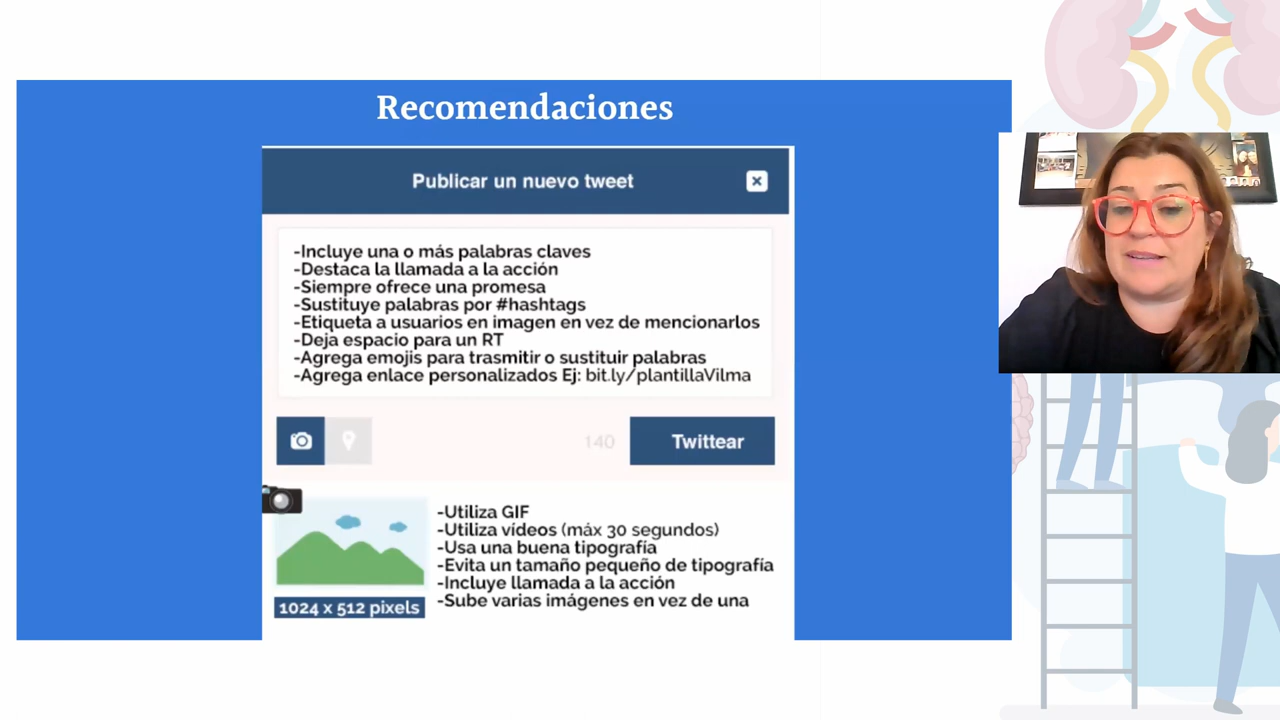 Recomendaciones
Publicar un nuevo tweet
-Incluye una o más palabras claves
-Destaca la llamada a la acción
-Siempre ofrece una promesa
-Sustituye palabras por #hashtags
-Etiqueta a usuarios en imagen en vez de mencionarlos
-Deja espacio para un RT
-Agrega emojis para trasmitir o sustituir palabras
-Agrega enlace personalizados Ej: bit.ly/plantillaVilma
140
Twittear
-Utiliza GIF
-Utiliza vídeos (máx 30 segundos)
-Usa una buena tipografía
-Evita un tamaño pequeño de tipografía
-Incluye llamada a la acción
-Sube varias imágenes en vez de una
1024 x 512 pixels